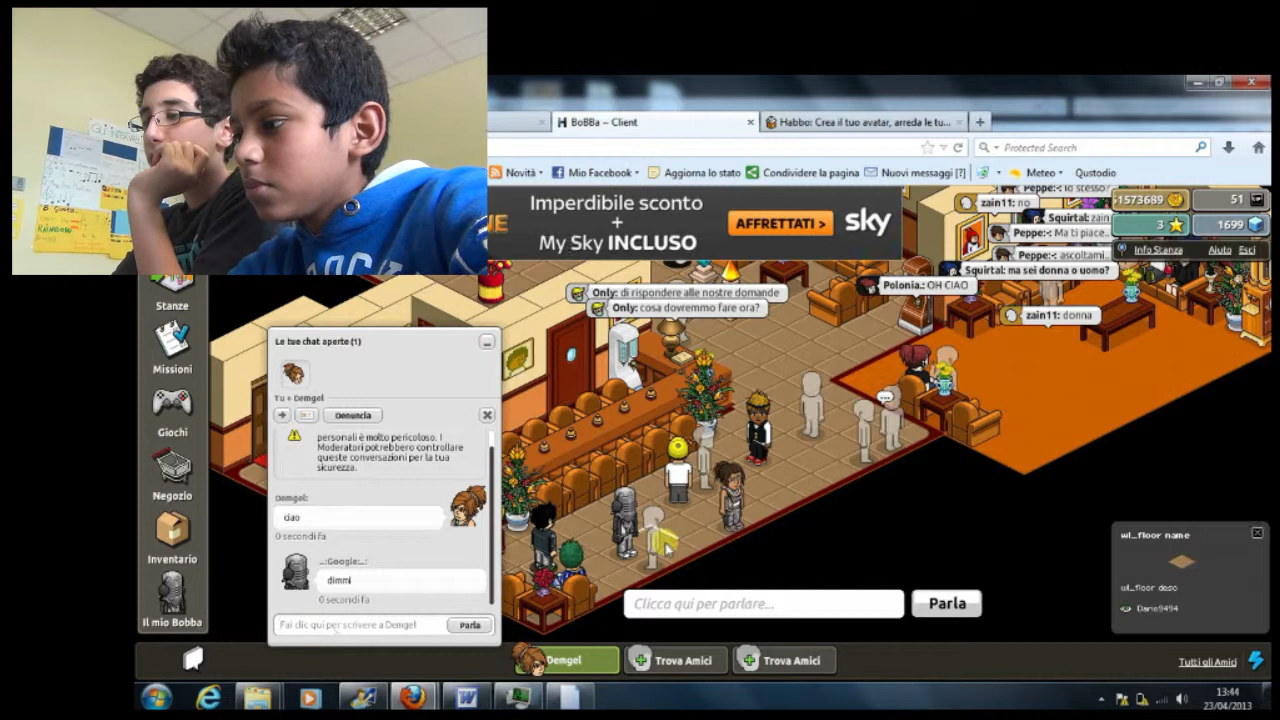 GLI INTERVAL
RAINBOW
BoBBa ~ Client
Habbo: Crea il tuo avatar, arreda le tu...
Protected Search
Novità
Mio Facebook
Aggiorna lo stato
Condividere la pagina
Nuovi messaggi [?]
Meteo
Qustodio
Imperdibile sconto
+
My Sky INCLUSO
AFFRETTATI >
sky
Peppe:-: lo stesso?
zain11: no
Squirtal: zain
Peppe:-: Ma ti piace..
Peppe:-: ascoltami..
Squirtal: ma sei donna o uomo?
Polonia.: OH CIAO
zain11: donna
1573689
51
3
1699
Info Stanza
Aiuto
Esci
Only: di rispondere alle nostre domande
Only: cosa dovremmo fare ora?
Stanze
Missioni
Giochi
Negozio
Inventario
Il mio Bobba
Le tue chat aperte (1)
Tu + Demgel
Denuncia
personali è molto pericoloso. I
Moderatori potrebbero controllare
queste conversazioni per la tua
sicurezza.
Demgel:
ciao
0 secondi fa
..:Google:..:
dimmi
0 secondi fa
Fai clic qui per scrivere a Demgel
Parla
Clicca qui per parlare...
Parla
wl_floor name
wl_floor desc
Dario9494
Demgel
Trova Amici
Trova Amici
Tutti gli Amici
13:44
23/04/2013